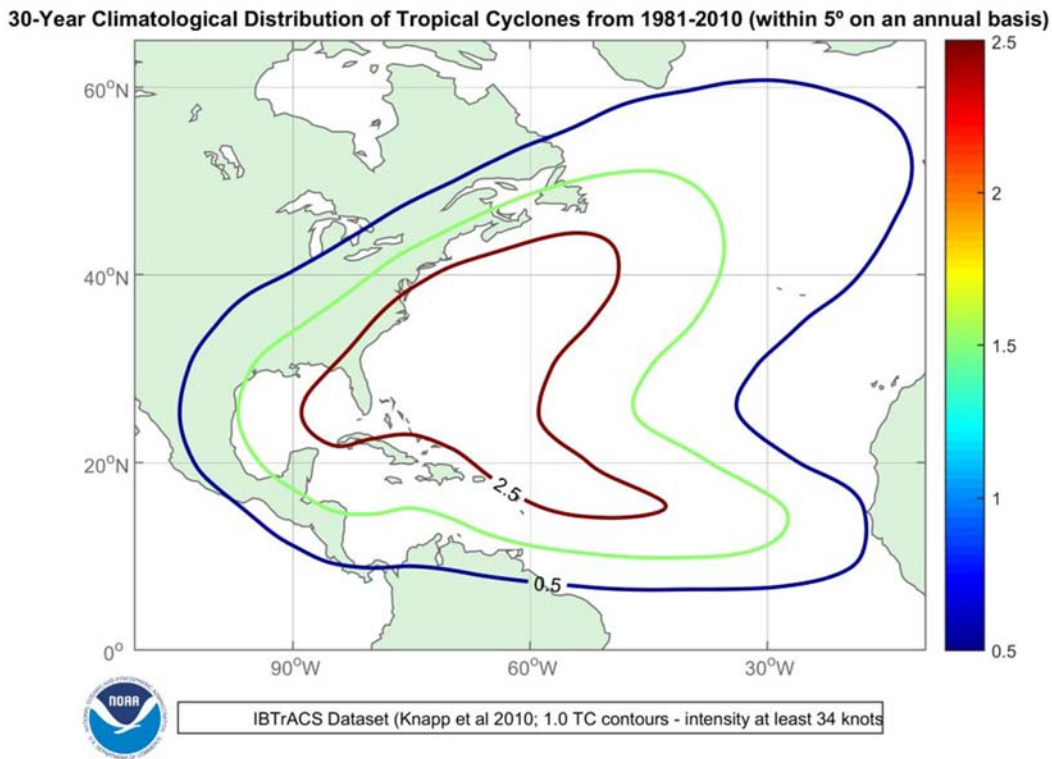 30-Year Climatological Distribution of Tropical Cyclones from 1981-2010 (within 5º on an annual basis)
60ºN
40ºN
20ºN
0º
90ºW
60ºW
30ºW
2.5
0.5
2.5
2
1.5
1
0.5
NOAA
IBTrACS Dataset (Knapp et al 2010; 1.0 TC contours - intensity at least 34 knots